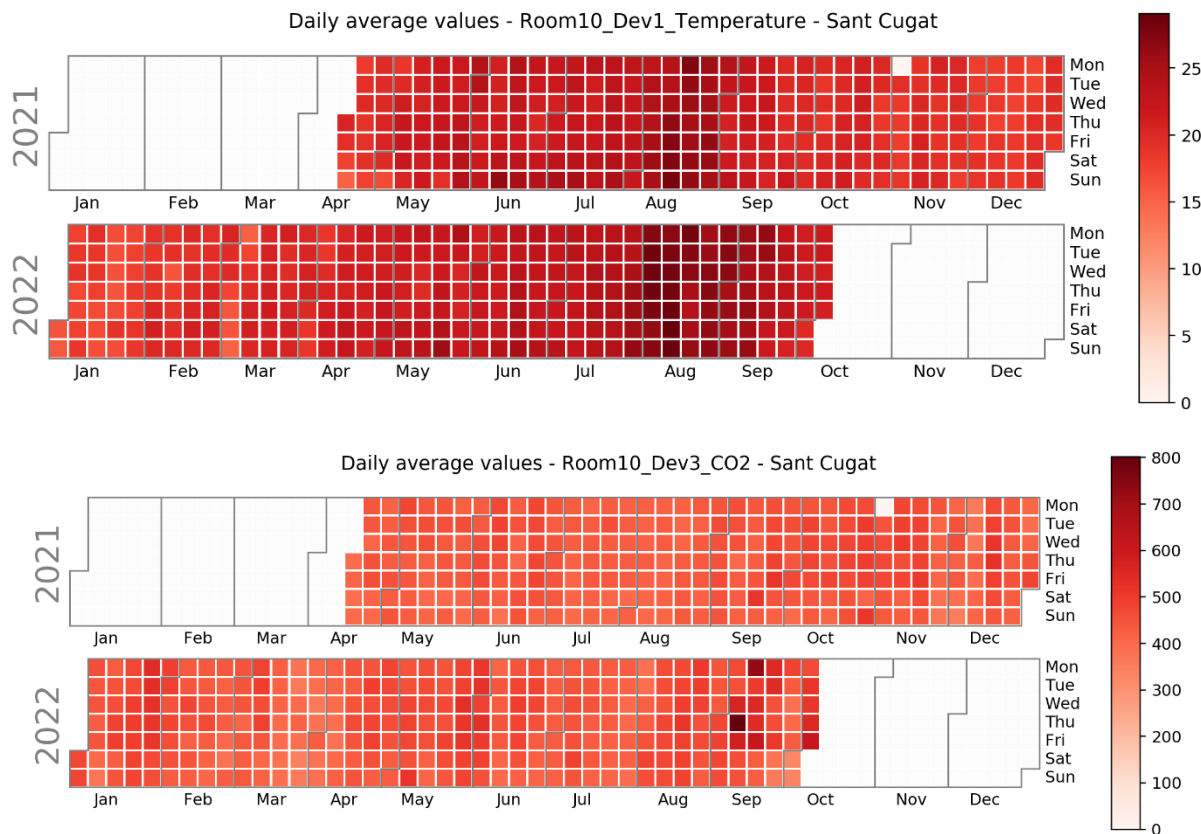 Daily average values - Room10_Dev1_Temperature - Sant Cugat
2021
Mon
Tue
Wed
Thu
Fri
Sat
Sun
Jan Feb Mar Apr May Jun Jul Aug Sep Oct Nov Dec
2022
Mon
Tue
Wed
Thu
Fri
Sat
Sun
Jan Feb Mar Apr May Jun Jul Aug Sep Oct Nov Dec
25
20
15
10
5
0
Daily average values - Room10_Dev3_CO2 - Sant Cugat
2021
Mon
Tue
Wed
Thu
Fri
Sat
Sun
Jan Feb Mar Apr May Jun Jul Aug Sep Oct Nov Dec
2022
Mon
Tue
Wed
Thu
Fri
Sat
Sun
Jan Feb Mar Apr May Jun Jul Aug Sep Oct Nov Dec
800
700
600
500
400
300
200
100
0